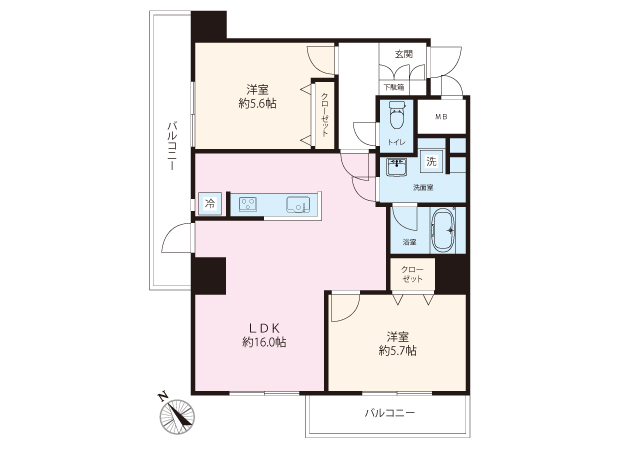 玄関
下駄箱
洋室
約5.6帖
クローゼット
MB
トイレ
バルコニー
洗
洗面室
冷
浴室
クロー
ゼット
LDK
約16.0帖
洋室
約5.7帖
N
バルコニー